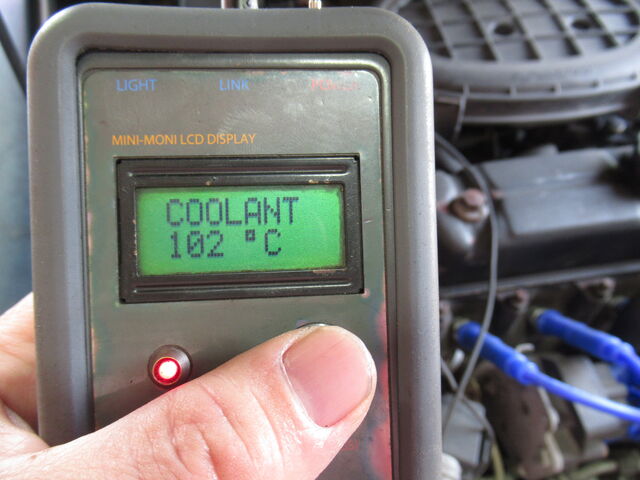 LIGHT LINK
MINI-MONI LCD DISPLAY
COOLANT
102 °C